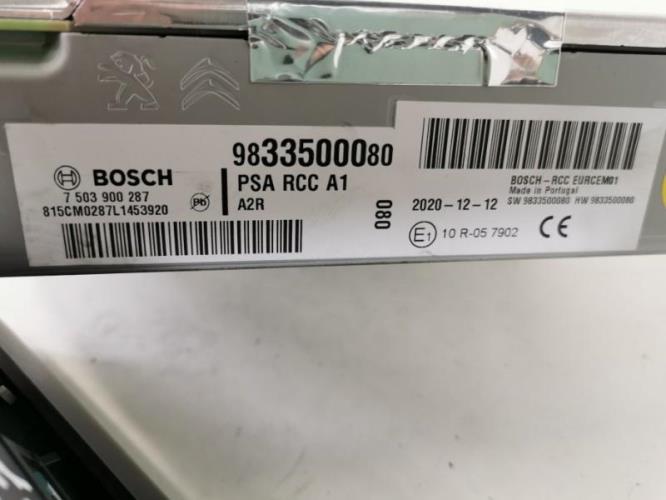 BOSCH
7 503 900 287
815CM0287L1453920
Pb
9833500080
PSA RCC A1
A2R
080
BOSCH-RCC EURCEM01
Made in Portugal
2020-12-12 SW 9833500080 HW 9833500080
E1 10 R-05 7902 CE